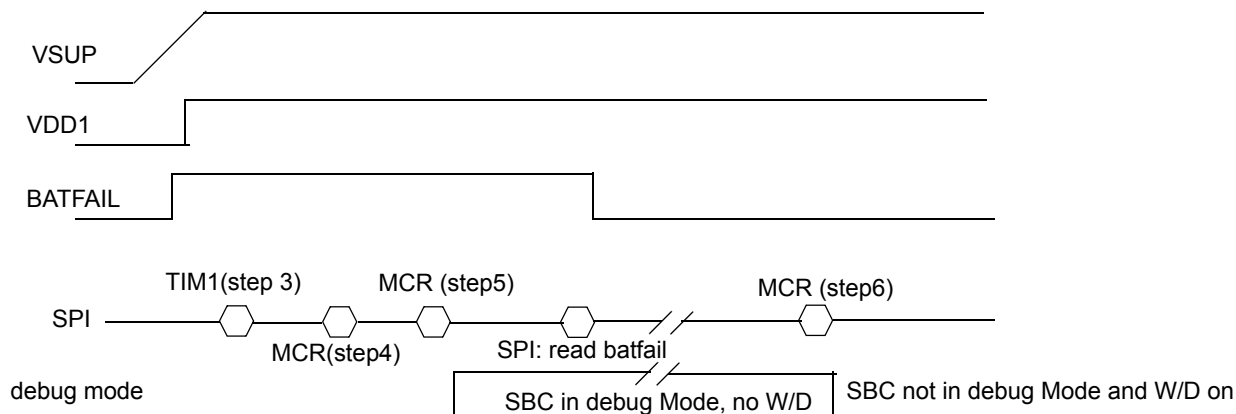 VSUP
VDD1
BATFAIL
TIM1(step 3)
MCR (step5)
MCR (step6)
SPI
MCR(step4)
SPI: read batfail
debug mode
SBC in debug Mode, no W/D
SBC not in debug Mode and W/D on